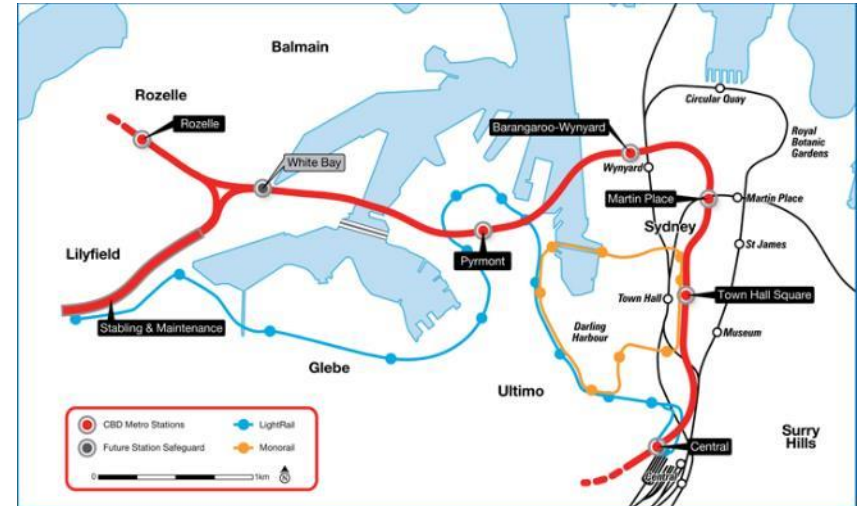 Balmain
Rozelle
Rozelle
White Bay
Lilyfield
Stabling & Maintenance
Glebe
Pyrmont
Ultimo
Darling
Harbour
Barangaroo-Wynyard
Wynyard
Circular Quay
Royal
Botanic
Gardens
Martin Place
Martin Place
Sydney
St James
Town Hall
Town Hall Square
Museum
Surry
Hills
Central
Central
CBD Metro Stations
LightRail
Future Station Safeguard
Monorail
0
1km
N